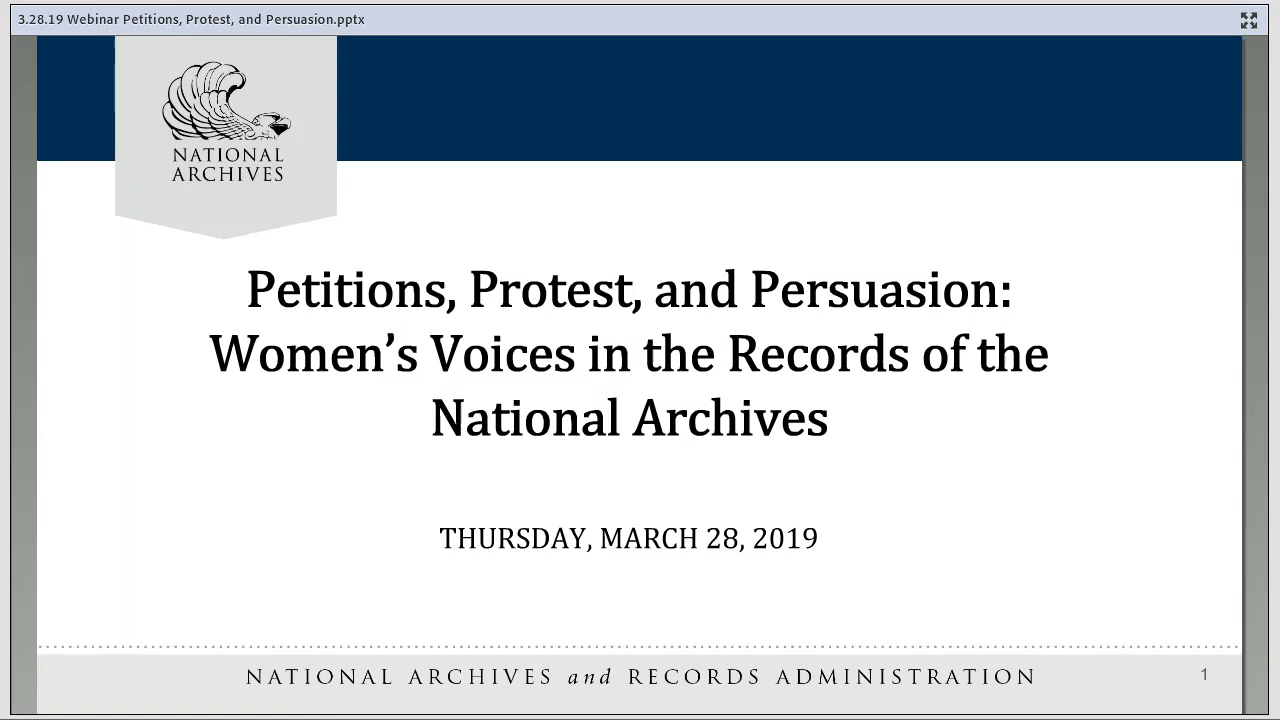 3.28.19 Webinar Petitions, Protest, and Persuasion.pptx
NATIONAL
ARCHIVES
Petitions, Protest, and Persuasion:
Women’s Voices in the Records of the
National Archives
THURSDAY, MARCH 28, 2019
NATIONAL ARCHIVES and RECORDS ADMINISTRATION
1